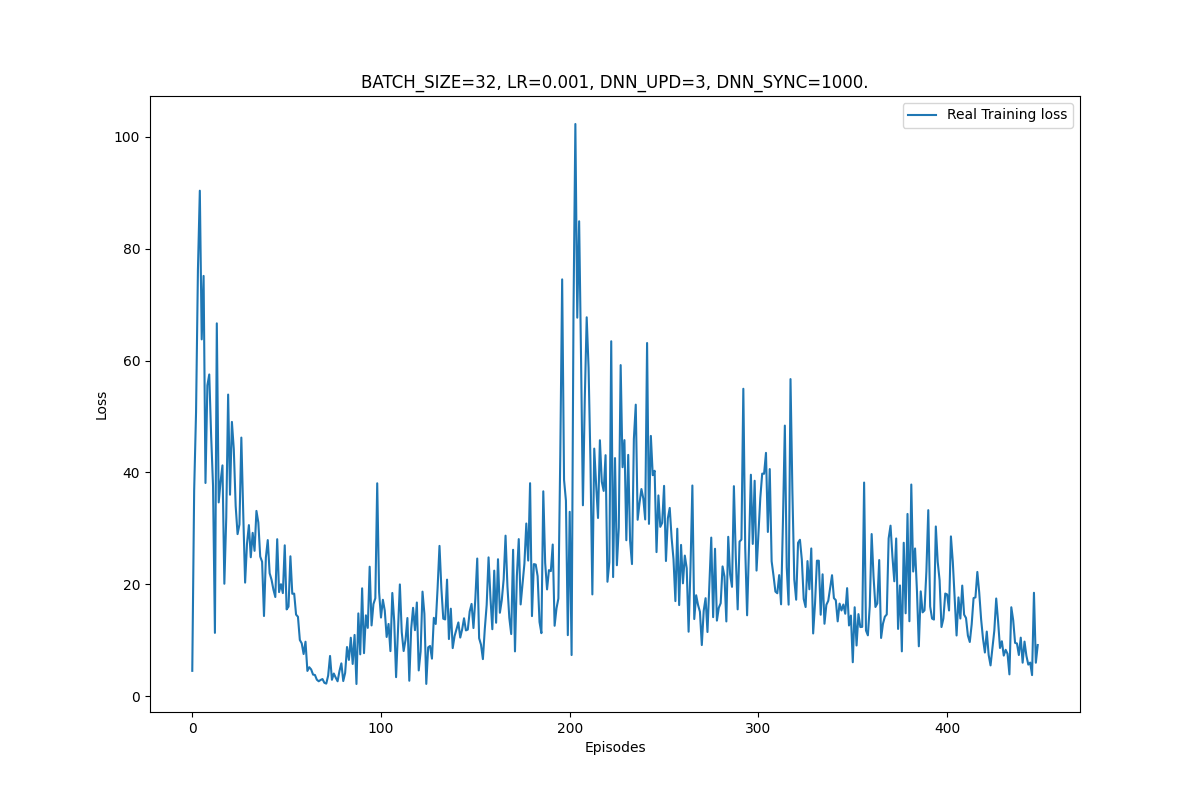 BATCH_SIZE=32, LR=0.001, DNN_UPD=3, DNN_SYNC=1000.
Real Training loss
100
80
60
40
20
0
Loss
0 100 200 300 400
Episodes